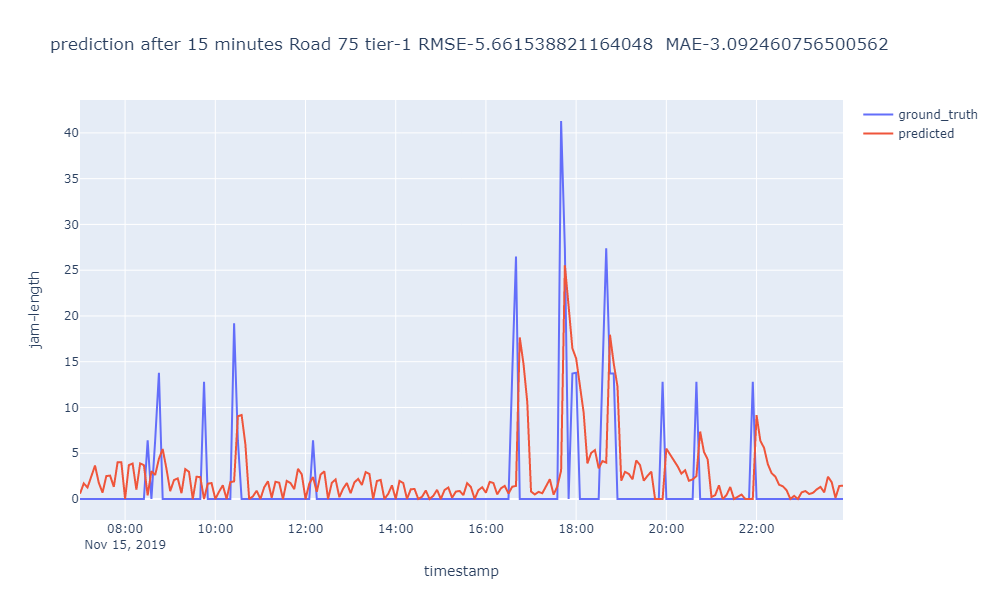 prediction after 15 minutes Road 75 tier-1 RMSE-5.661538821164048  MAE-3.092460756500562
ground_truth
predicted
40
35
30
25
20
15
10
5
0
jam-length
08:00 10:00 12:00 14:00 16:00 18:00 20:00 22:00
Nov 15, 2019
timestamp